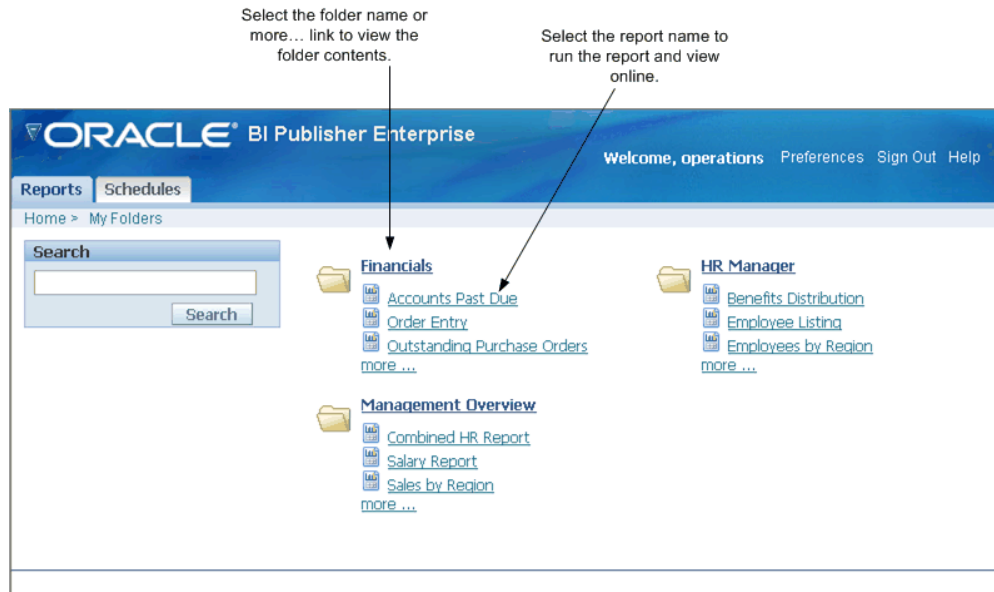 Select the folder name or
more... link to view the
folder contents.
Select the report name to
run the report and view
online.
ORACLE® BI Publisher Enterprise
Welcome, operations Preferences Sign Out Help
Reports Schedules
Home > My Folders
Search
Search
Financials
Accounts Past Due
Order Entry
Outstanding Purchase Orders
more ...
HR Manager
Benefits Distribution
Employee Listing
Employees by Region
more ...
Management Overview
Combined HR Report
Salary Report
Sales by Region
more ...